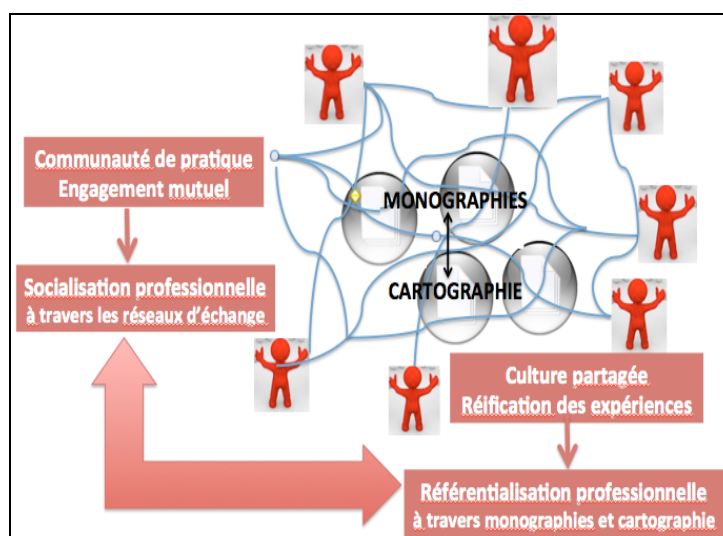 Communauté de pratique
Engagement mutuel
MONOGRAPHIES
Socialisation professionnelle
à travers les réseaux d'échange
CARTOGRAPHIE
Culture partagée
Réification des expériences
Référentialisation professionnelle
à travers monographies et cartographie